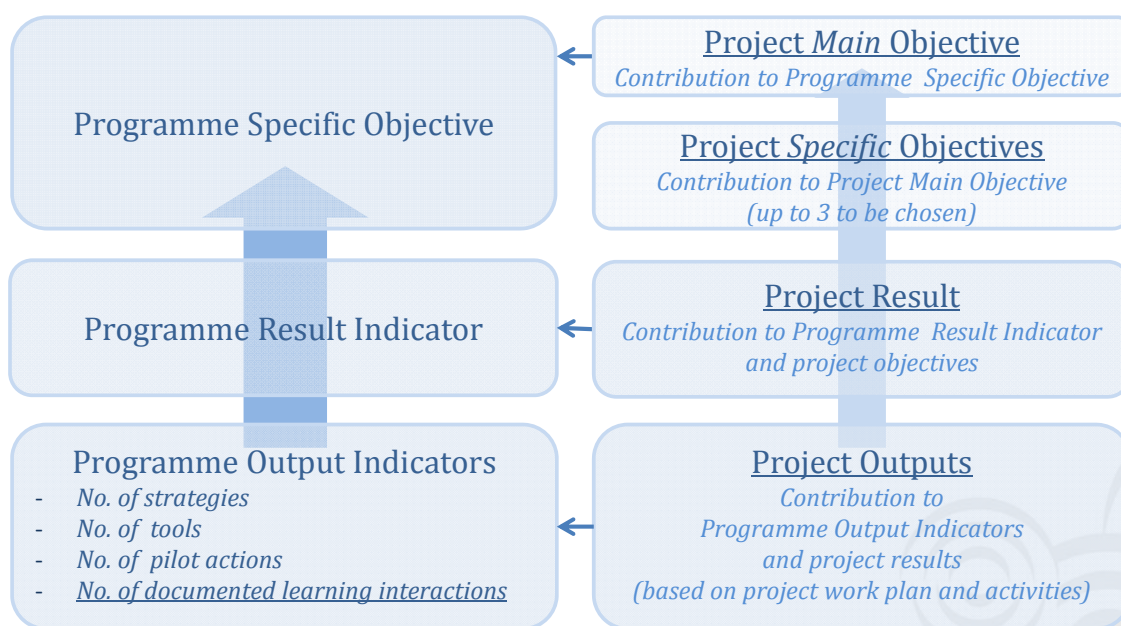 Programme Specific Objective
Programme Result Indicator
Programme Output Indicators
- No. of strategies
- No. of tools
- No. of pilot actions
- No. of documented learning interactions
Project Main Objective
Contribution to Programme Specific Objective
Project Specific Objectives
Contribution to Project Main Objective
(up to 3 to be chosen)
Project Result
Contribution to Programme Result Indicator
and project objectives
Project Outputs
Contribution to
Programme Output Indicators
and project results
(based on project work plan and activities)